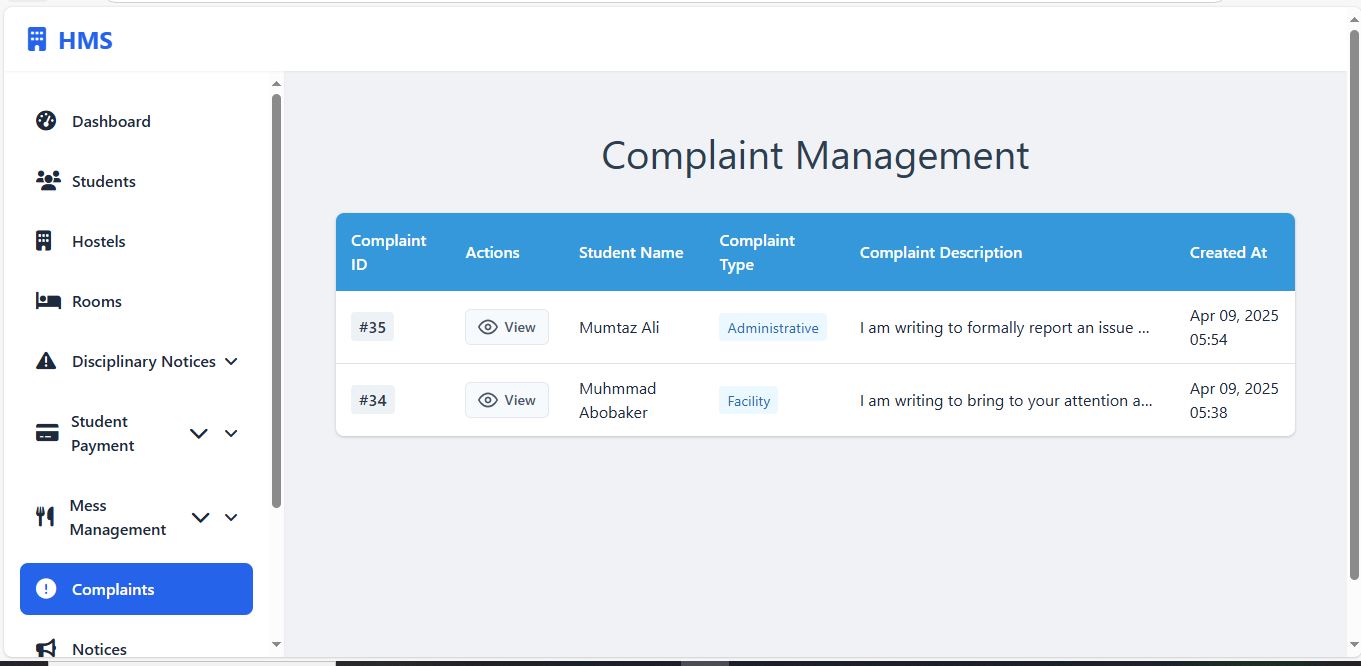 HMS
Dashboard
Students
Hostels
Rooms
Disciplinary Notices
Student
Payment
Mess
Management
Complaints
Notices
Complaint Management
Complaint
ID
Actions
Student Name
Complaint
Type
Complaint Description
Created At
#35
View
Mumtaz Ali
Administrative
I am writing to formally report an issue ...
Apr 09, 2025
05:54
#34
View
Muhmmad
Abobaker
Facility
I am writing to bring to your attention a...
Apr 09, 2025
05:38